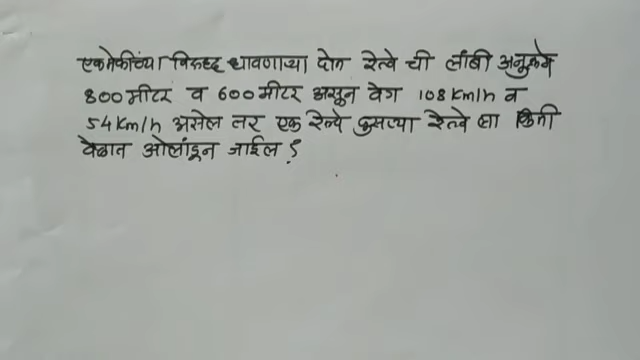 एकमेकींच्या विरुध्द धावणाऱ्या दोन रेल्वे ची लांबी अनुक्रमे
800 मीटर व 600 मीटर असून वेग 108 Km/h व
54 Km/h असेल तर एक रेल्वे दुसऱ्या रेल्वे ला किती
वेळात ओलांडून जाईल ?